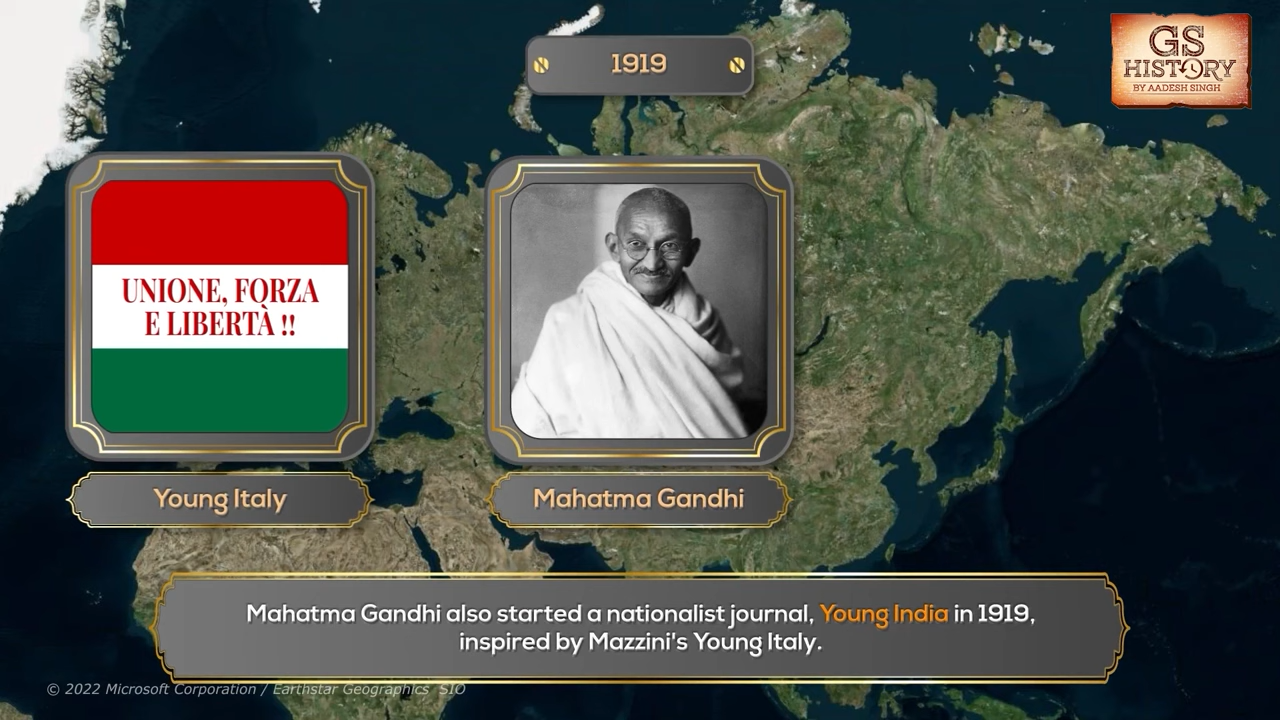 1919
GS
HISTORY
BY AADESH SINGH
UNIONE, FORZA
E LIBERTÀ !!
Young Italy
Mahatma Gandhi
Mahatma Gandhi also started a nationalist journal, Young India in 1919,
inspired by Mazzini's Young Italy.
© 2022 Microsoft Corporation / Earthstar Geographics SIO